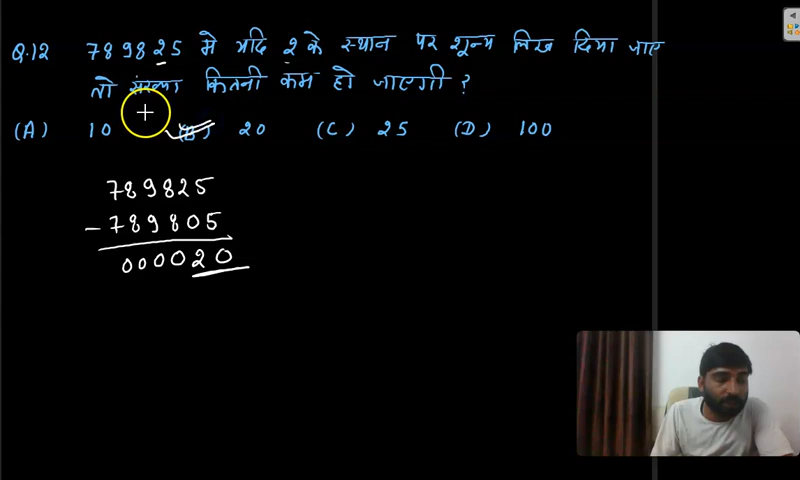 Q.12 789825 मे यदि 2 के स्थान पर शून्य लिख दिया जाए
तो संख्या कितनी कम हो जाएगी ?
(A) 10 (B) 20 (C) 25 (D) 100
789825
- 789805
000020